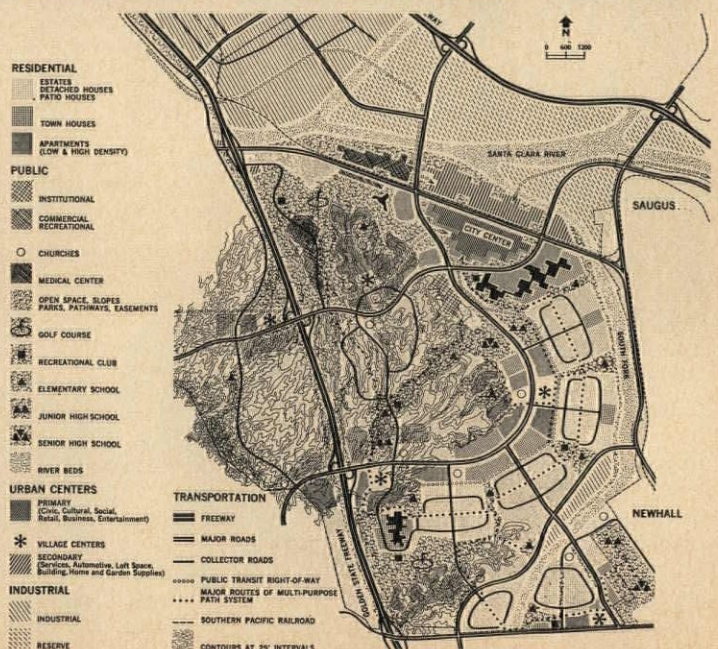 WAY
N
0 600 1200
RESIDENTIAL
ESTATES
DETACHED HOUSES
PATIO HOUSES
TOWN HOUSES
APARTMENTS
(LOW & HIGH DENSITY)
PUBLIC
INSTITUTIONAL
COMMERCIAL
RECREATIONAL
CHURCHES
MEDICAL CENTER
OPEN SPACE, SLOPES
PARKS, PATHWAYS, EASEMENTS
GOLF COURSE
RECREATIONAL CLUB
ELEMENTARY SCHOOL
JUNIOR HIGH SCHOOL
SENIOR HIGH SCHOOL
RIVER BEDS
URBAN CENTERS
PRIMARY
(Civic, Cultural, Social,
Retail, Business, Entertainment)
VILLAGE CENTERS
SECONDARY
(Services, Automotive, Loft Space,
Building, Home and Garden Supplies)
INDUSTRIAL
INDUSTRIAL
RESERVE
TRANSPORTATION
FREEWAY
MAJOR ROADS
COLLECTOR ROADS
PUBLIC TRANSIT RIGHT-OF-WAY
MAJOR ROUTES OF MULTI-PURPOSE
PATH SYSTEM
SOUTHERN PACIFIC RAILROAD
CONTOURS AT 25' INTERVALS
SANTA CLARA RIVER
SAUGUS
CITY CENTER
SOUTH FORK
NEWHALL
GOLDEN STATE FREEWAY